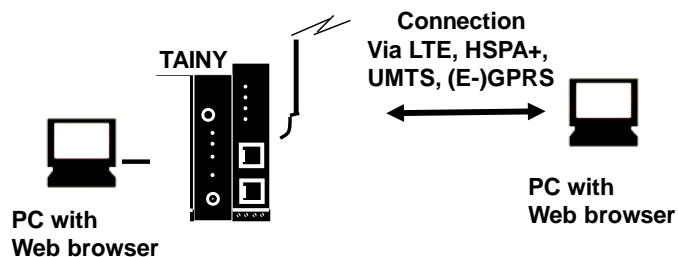 Connection
Via LTE, HSPA+,
UMTS, (E-)GPRS
TAINY
PC with
Web browser
PC with
Web browser